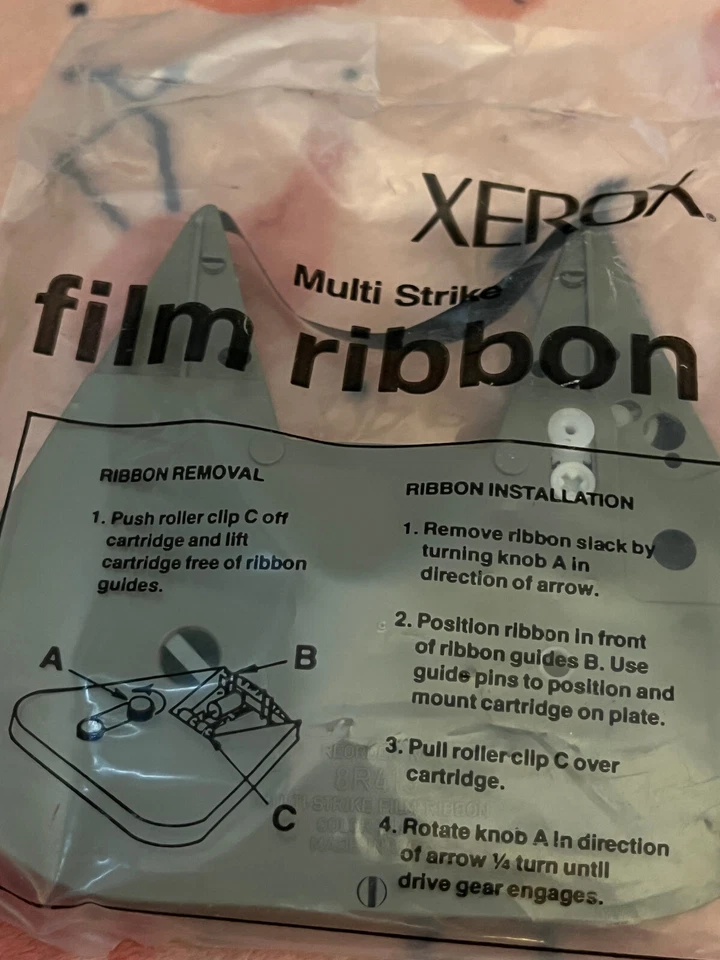 XEROX®
Multi Strike
film ribbon
RIBBON REMOVAL
1. Push roller clip C off
cartridge and lift
cartridge free of ribbon
guides.
A
B
C
RIBBON INSTALLATION
1. Remove ribbon slack by
turning knob A in
direction of arrow.
2. Position ribbon in front
of ribbon guides B. Use
guide pins to position and
mount cartridge on plate.
3. Pull roller clip C over
cartridge.
4. Rotate knob A in direction
of arrow ¼ turn until
drive gear engages.